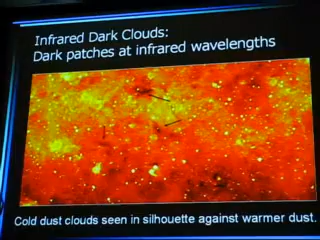 Infrared Dark Clouds:
Dark patches at infrared wavelengths
Cold dust clouds seen in silhouette against warmer dust.